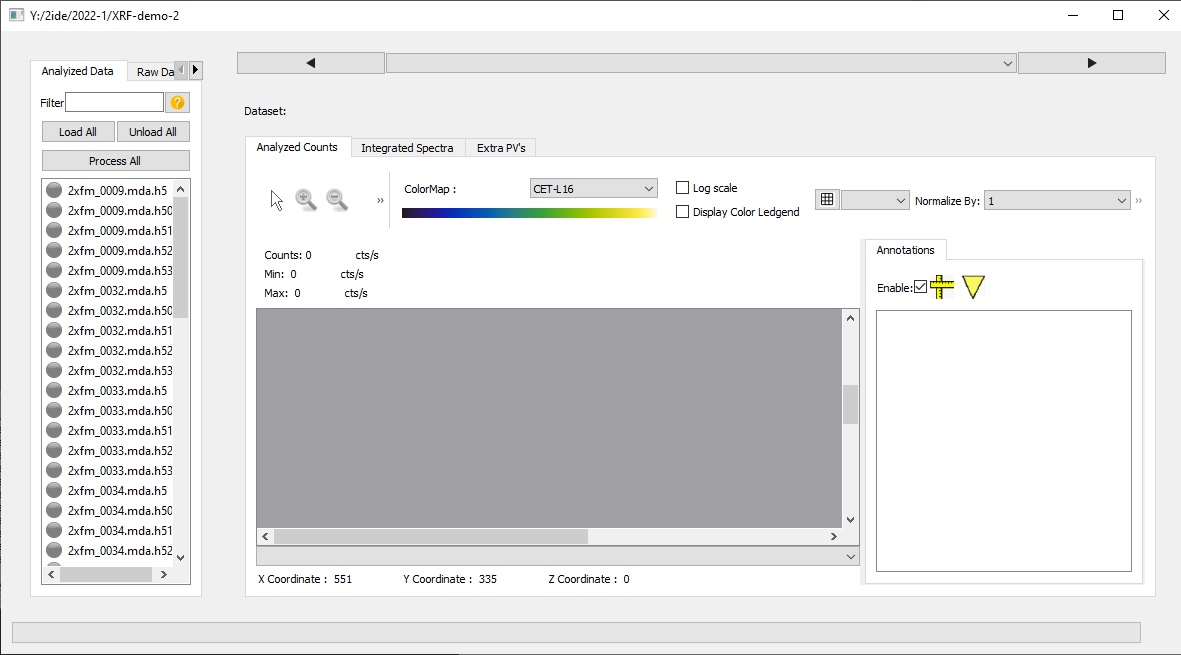 Y:/2ide/2022-1/XRF-demo-2
Analyized Data
Raw Da
Filter
?
Load All
Unload All
Process All
2xfm_0009.mda.h5
2xfm_0009.mda.h50
2xfm_0009.mda.h51
2xfm_0009.mda.h52
2xfm_0009.mda.h53
2xfm_0032.mda.h5
2xfm_0032.mda.h50
2xfm_0032.mda.h51
2xfm_0032.mda.h52
2xfm_0032.mda.h53
2xfm_0033.mda.h5
2xfm_0033.mda.h50
2xfm_0033.mda.h51
2xfm_0033.mda.h52
2xfm_0033.mda.h53
2xfm_0034.mda.h5
2xfm_0034.mda.h50
2xfm_0034.mda.h51
2xfm_0034.mda.h52
Dataset:
Analyzed Counts
Integrated Spectra
Extra PV's
ColorMap :
CET-L16
Log scale
Display Color Ledgend
Normalize By:
1
Counts: 0 cts/s
Min: 0 cts/s
Max: 0 cts/s
X Coordinate : 551
Y Coordinate : 335
Z Coordinate : 0
Annotations
Enable: